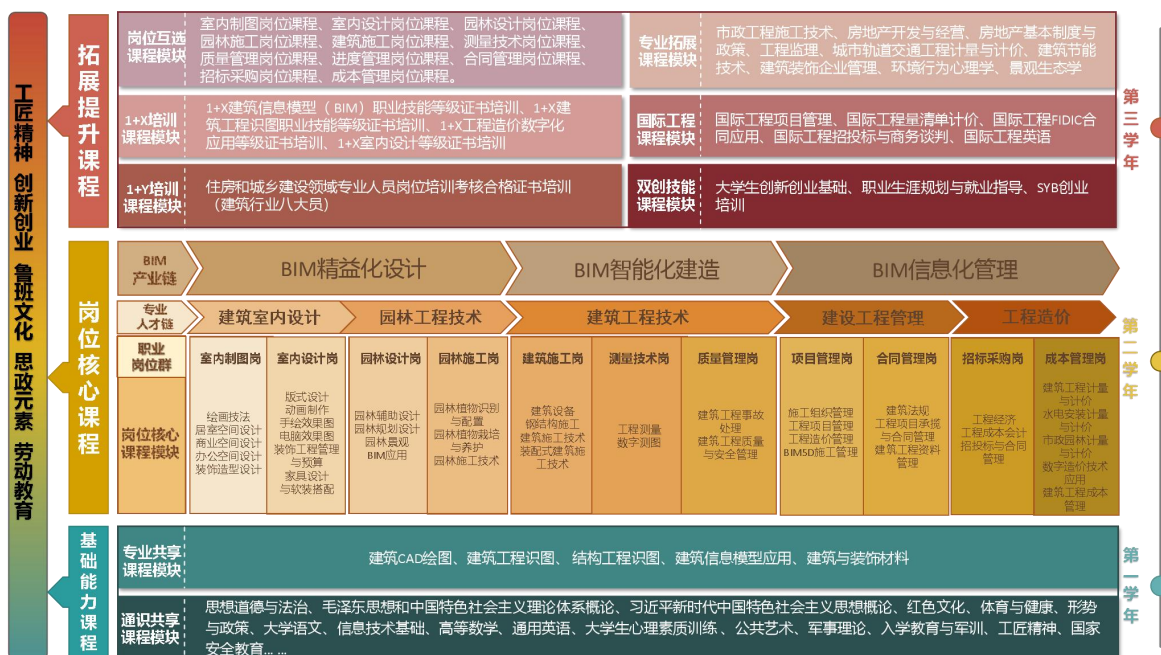 工匠精神 创新创业 鲁班文化 思政元素 劳动教育
拓展提升课程
岗位互选
课程模块
室内制图岗位课程、室内设计岗位课程、园林设计岗位课程、
园林施工岗位课程、建筑施工岗位课程、测量技术岗位课程、
质量管理岗位课程、进度管理岗位课程、合同管理岗位课程、
招标采购岗位课程、成本管理岗位课程。
专业拓展
课程模块
市政工程施工技术、房地产开发与经营、房地产基本制度与
政策、工程监理、城市轨道交通工程计量与计价、建筑节能
技术、建筑装饰企业管理、环境行为心理学、景观生态学
1+X培训
课程模块
1+X建筑信息模型（ BIM）职业技能等级证书培训、1+X建
筑工程识图职业技能等级证书培训、1+X工程造价数字化
应用等级证书培训、1+X室内设计等级证书培训
国际工程
课程模块
国际工程项目管理、国际工程量清单计价、国际工程FIDIC合
同应用、国际工程招投标与商务谈判、国际工程英语
1+Y培训
课程模块
住房和城乡建设领域专业人员岗位培训考核合格证书培训
（建筑行业八大员）
双创技能
课程模块
大学生创新创业基础、职业生涯规划与就业指导、SYB创业
培训
第三学年
岗位核心课程
BIM
产业链
BIM精益化设计
BIM智能化建造
BIM信息化管理
专业
人才链
建筑室内设计
园林工程技术
建筑工程技术
建设工程管理
工程造价
职业
岗位群
室内制图岗
室内设计岗
园林设计岗
园林施工岗
建筑施工岗
测量技术岗
质量管理岗
项目管理岗
合同管理岗
招标采购岗
成本管理岗
岗位核心
课程模块
绘画技法
居室空间设计
商业空间设计
办公空间设计
装饰造型设计
版式设计
动画制作
手绘效果图
电脑效果图
装饰工程管理
与预算
家具设计
与软装搭配
园林辅助设计
园林规划设计
园林景观
BIM应用
园林植物识别
与配置
园林植物栽培
与养护
园林施工技术
建筑设备
钢结构施工
建筑施工技术
装配式建筑施
工技术
工程测量
数字测图
建筑工程事故
处理
建筑工程质量
与安全管理
施工组织管理
工程项目管理
工程造价管理
BIM5D施工管理
建筑法规
工程项目承揽
与合同管理
建筑工程资料
管理
工程经济
工程成本会计
招投标与合同
管理
建筑工程计量
与计价
水电安装计量
与计价
市政园林计量
与计价
数字造价技术
应用
建筑工程成本
管理
第二学年
基础能力课程
专业共享
课程模块
建筑CAD绘图、建筑工程识图、 结构工程识图、建筑信息模型应用、建筑与装饰材料
通识共享
课程模块
思想道德与法治、毛泽东思想和中国特色社会主义理论体系概论、习近平新时代中国特色社会主义思想概论、红色文化、体育与健康、形势
与政策、大学语文、信息技术基础、高等数学、通用英语、大学生心理素质训练 、公共艺术、军事理论、入学教育与军训、工匠精神、国家
安全教育... ...
第一学年